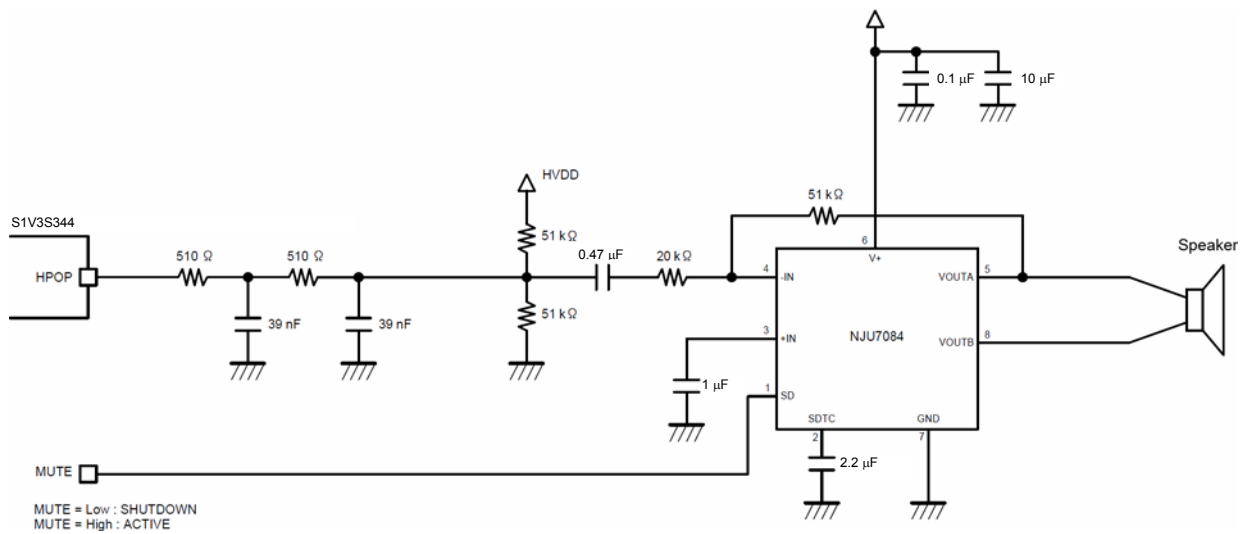 0.1 μF
10 μF
HVDD
51 kΩ
S1V3S344
51 kΩ
6
V+
Speaker
510 Ω
510 Ω
0.47 μF
20 kΩ
HPOP
4
-IN
VOUTA
5
51 kΩ
39 nF
39 nF
3
+IN
NJU7084
VOUTB
8
1 μF
1
SD
SDTC
GND
2
7
MUTE
2.2 μF
MUTE = Low : SHUTDOWN
MUTE = High : ACTIVE
51 kΩ